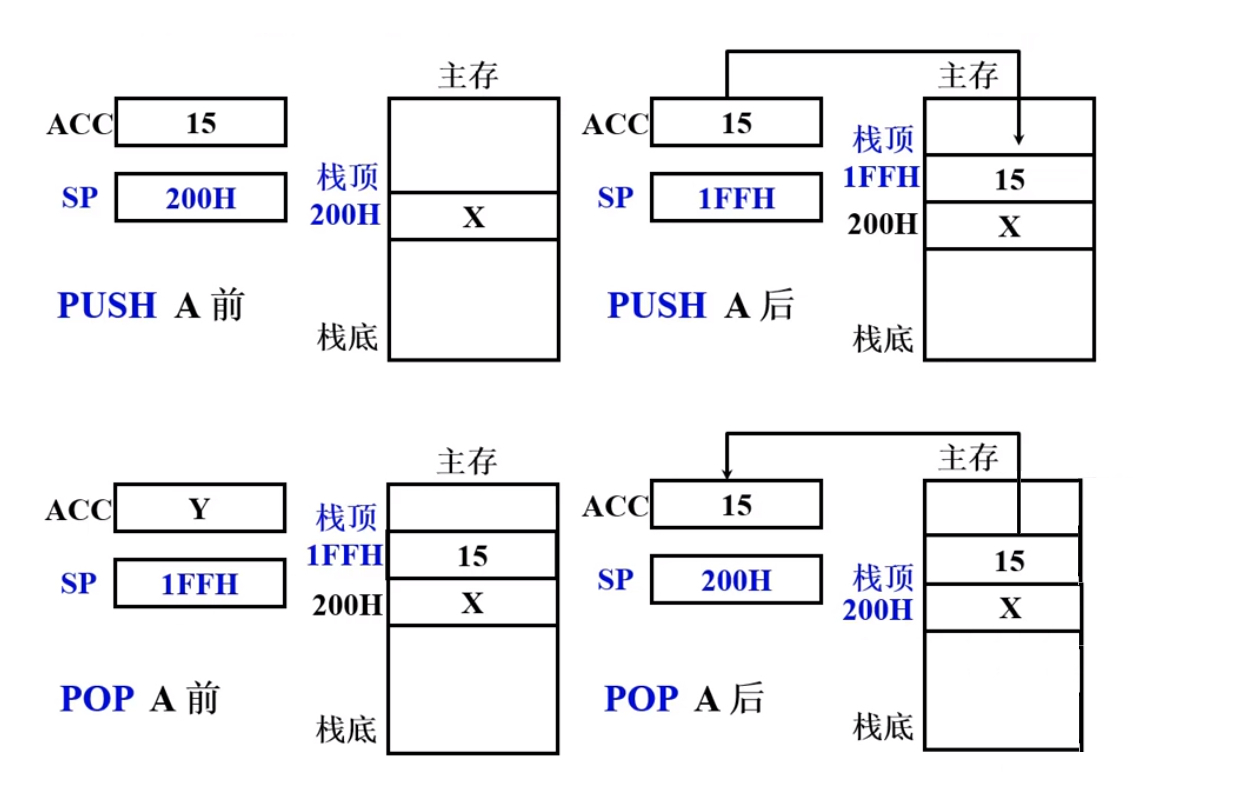 主存
ACC 15
SP 200H
栈顶
200H X
PUSH A 前
栈底
主存
ACC 15
栈顶
SP 1FFH
1FFH 15
200H X
PUSH A 后
栈底
主存
ACC Y
栈顶
SP 1FFH
1FFH 15
200H X
POP A 前
栈底
主存
ACC 15
15
SP 200H
栈顶
200H X
POP A 后
栈底